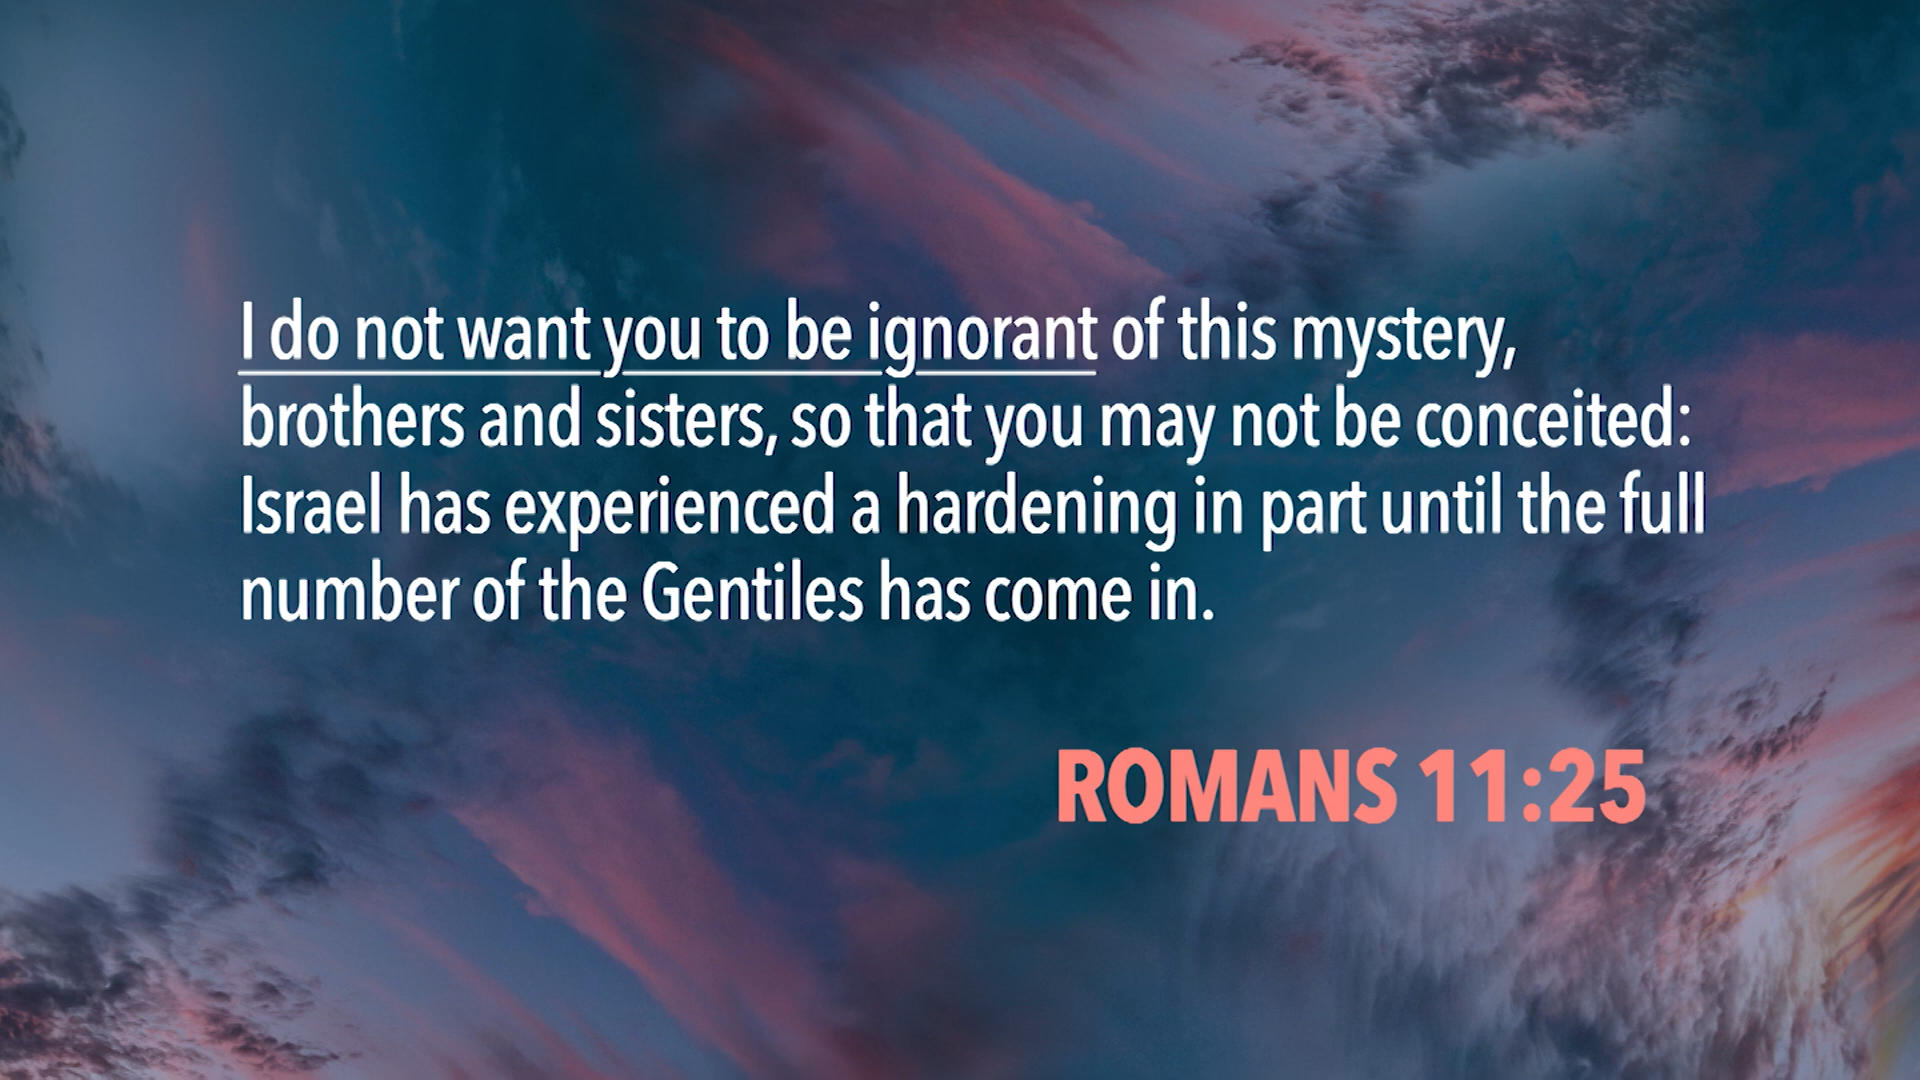 I do not want you to be ignorant of this mystery,
brothers and sisters, so that you may not be conceited:
Israel has experienced a hardening in part until the full
number of the Gentiles has come in.
ROMANS 11:25